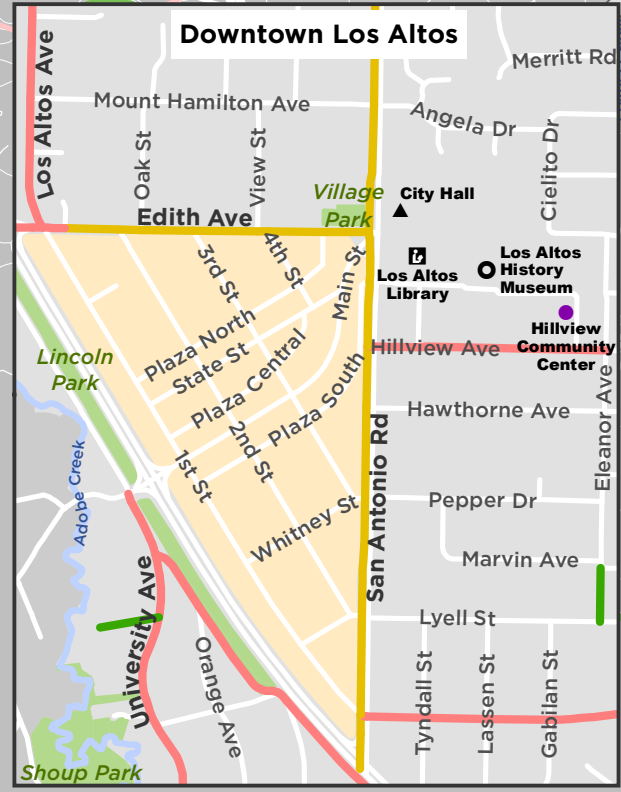 Downtown Los Altos
Los Altos Ave
Merritt Rd
Mount Hamilton Ave
Angela Dr
Oak St
View St
Cielito Dr
Village
Park
City Hall
Edith Ave
3rd St
4th St
Main St
Los Altos
Library
Los Altos
History
Museum
Plaza North
State St
Plaza Central
Plaza South
Hillview Ave
Hillview
Community
Center
Lincoln
Park
Hawthorne Ave
Eleanor Ave
Adobe Creek
1st St
2nd St
Whitney St
San Antonio Rd
Pepper Dr
Marvin Ave
University Ave
Orange Ave
Lyell St
Tyndall St
Lassen St
Gabilan St
Shoup Park